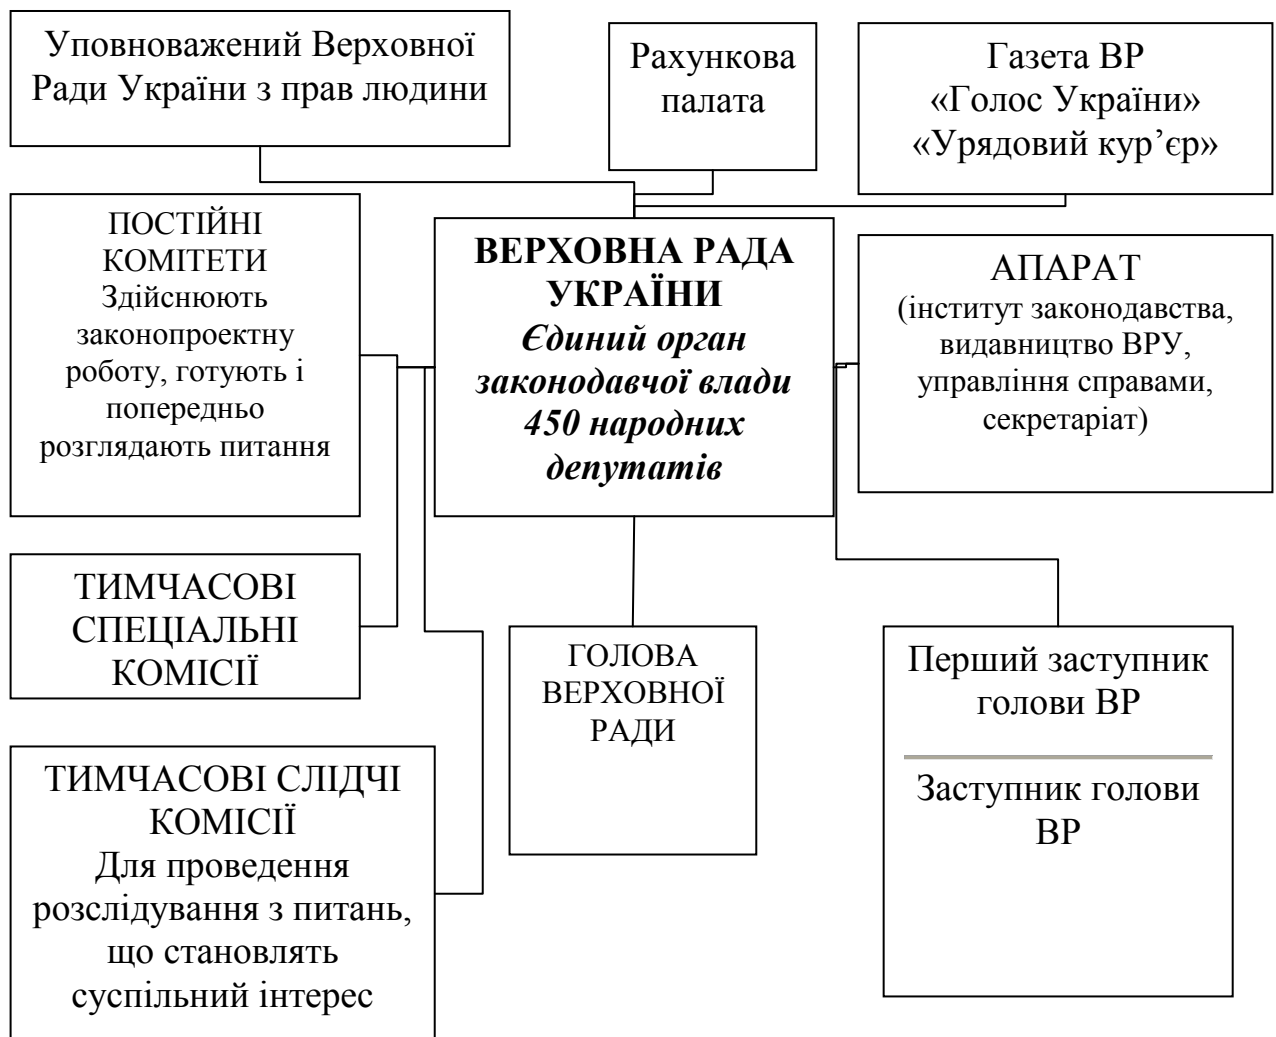 Уповноважений Верховної
Ради України з прав людини
Рахункова
палата
Газета ВР
«Голос України»
«Урядовий кур’єр»
ПОСТІЙНІ
КОМІТЕТИ
Здійснюють
законопроектну
роботу, готують і
попередньо
розглядають питання
ВЕРХОВНА РАДА
УКРАЇНИ
Єдиний орган
законодавчої влади
450 народних
депутатів
АПАРАТ
(інститут законодавства,
видавництво ВРУ,
управління справами,
секретаріат)
ТИМЧАСОВІ
СПЕЦІАЛЬНІ
КОМІСІЇ
ГОЛОВА
ВЕРХОВНОЇ
РАДИ
Перший заступник
голови ВР
Заступник голови
ВР
ТИМЧАСОВІ СЛІДЧІ
КОМІСІЇ
Для проведення
розслідування з питань,
що становлять
суспільний інтерес